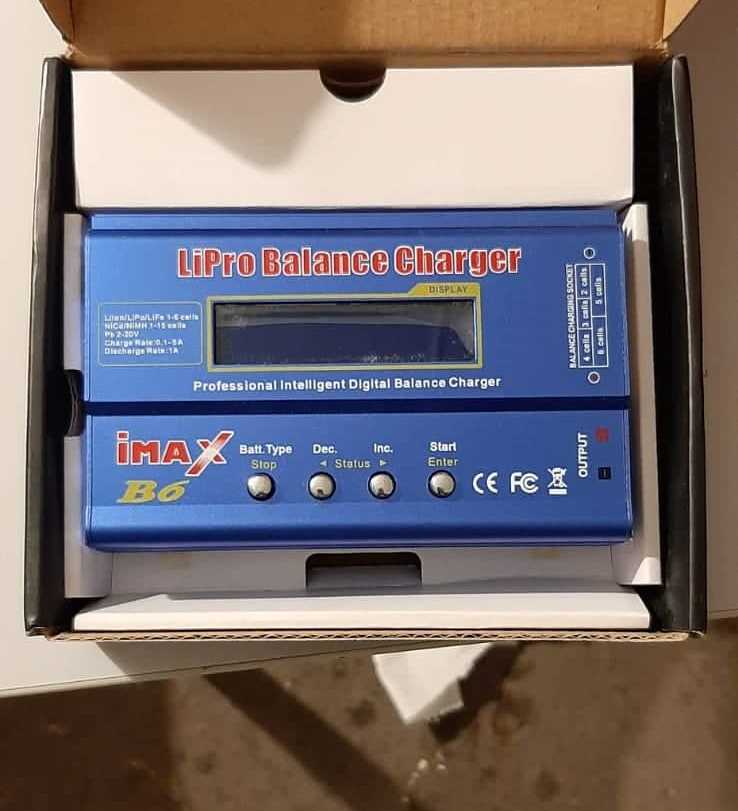 LiPro Balance Charger
DISPLAY
LiIon/LiPo/LiFe 1-6 cells
NiCd/NiMH 1-15 cells
Pb 2-20V
Charge Rate:0.1-5A
Discharge Rate:1A
Professional Intelligent Digital Balance Charger
BALANCE CHARGING SOCKET
4 cells 3 cells 2 cells
6 cells 5 cells
iMAX
B6
Batt.Type
Stop
Dec.
Inc.
◄ Status ►
Start
Enter
CE FC
OUTPUT